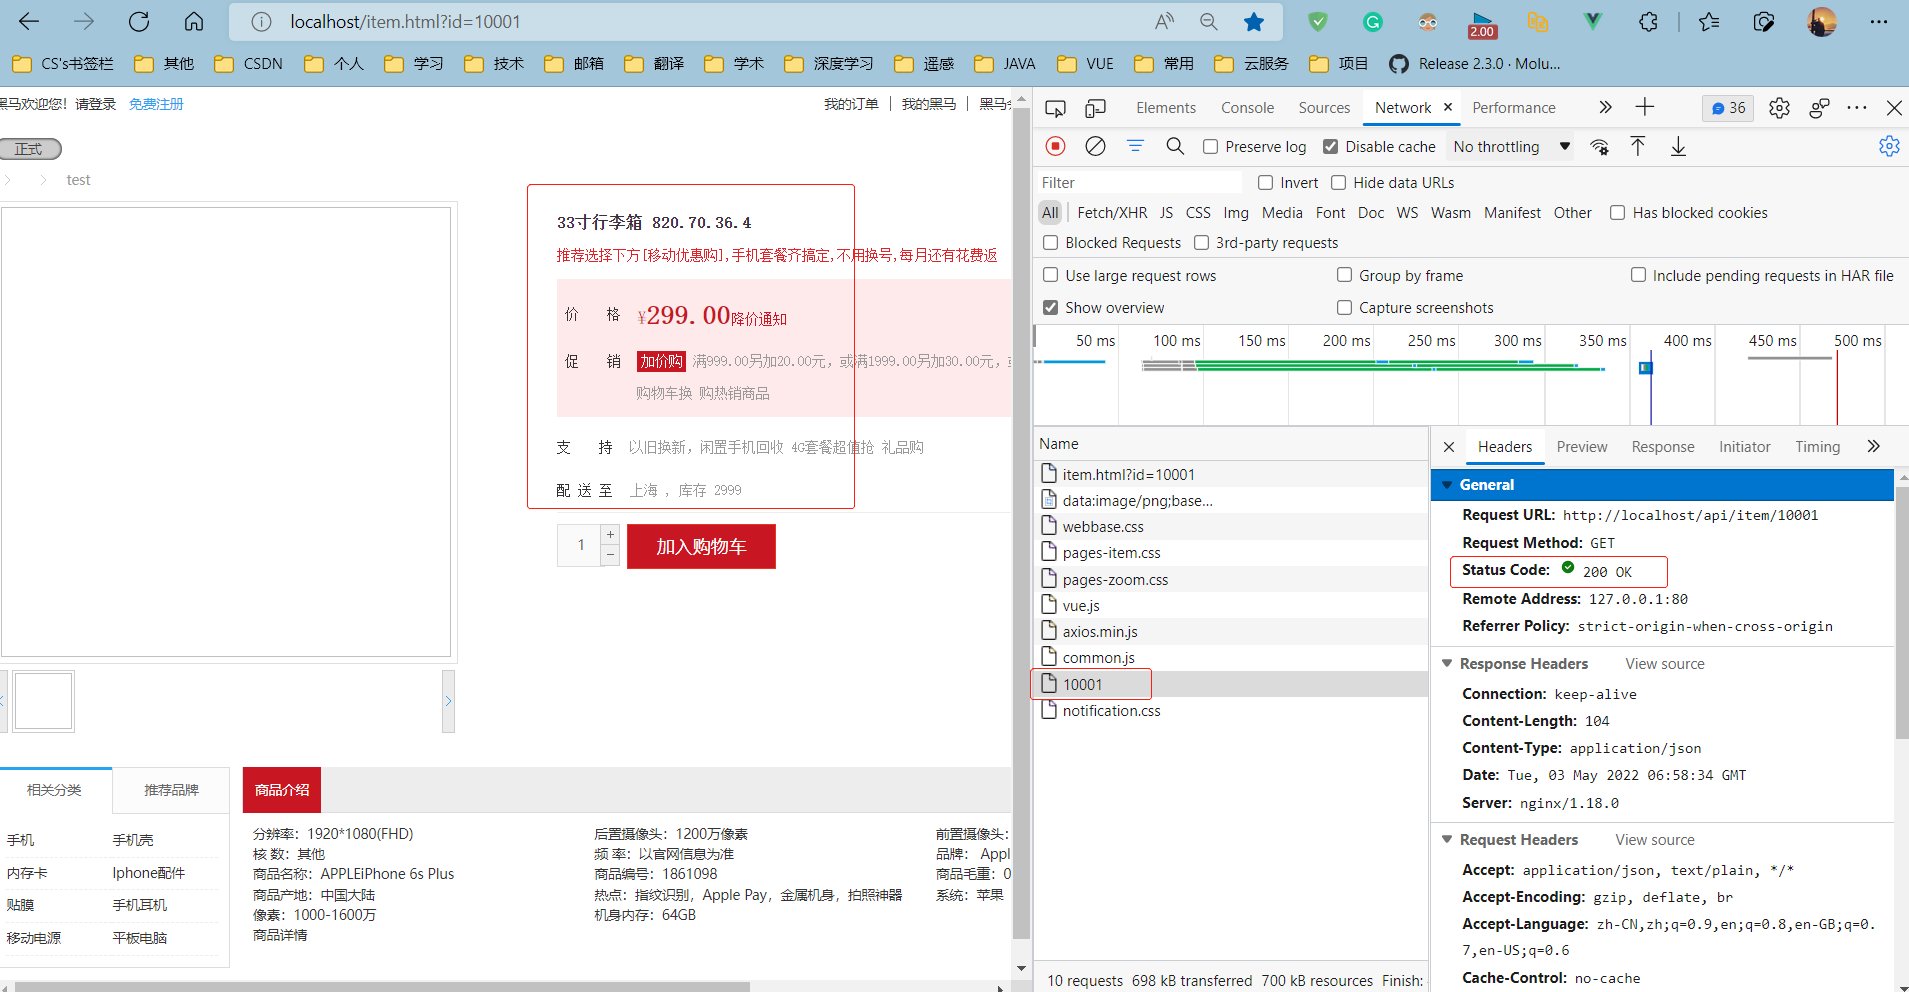 localhost/item.html?id=10001
2.00
CS's书签栏 其他 CSDN 个人 学习 技术 邮箱 翻译 学术 深度学习 遥感 JAVA VUE 常用 云服务 项目 Release 2.3.0 · Molu...
黑马欢迎您！请登录 免费注册 我的订单 我的黑马
正式
test
33寸行李箱 820.70.36.4
推荐选择下方[移动优惠购],手机套餐齐搞定,不用换号,每月还有花费返
价 格 ¥299.00降价通知
促 销 加价购 满999.00另加20.00元，或满1999.00另加30.00元，
购物车换 购热销商品
支 持 以旧换新，闲置手机回收 4G套餐超值抢 礼品购
配 送 至 上海 ，库存 2999
1 + −
加入购物车
相关分类 推荐品牌
手机 手机壳
内存卡 Iphone配件
贴膜 手机耳机
移动电源 平板电脑
商品介绍
分辨率：1920*1080(FHD) 后置摄像头：1200万像素 前置摄像头：
核 数：其他 频 率：以官网信息为准 品牌： Appl
商品名称：APPLEiPhone 6s Plus 商品编号：1861098 商品毛重：0
商品产地：中国大陆 热点：指纹识别，Apple Pay，金属机身，拍照神器 系统：苹果
像素：1000-1600万 机身内存：64GB
商品详情
Elements Console Sources Network Performance 36
Preserve log Disable cache No throttling
Filter Invert Hide data URLs
All Fetch/XHR JS CSS Img Media Font Doc WS Wasm Manifest Other Has blocked cookies
Blocked Requests 3rd-party requests
Use large request rows Group by frame Include pending requests in HAR file
Show overview Capture screenshots
50 ms 100 ms 150 ms 200 ms 250 ms 300 ms 350 ms 400 ms 450 ms 500 ms
Name
item.html?id=10001
data:image/png;base...
webbase.css
pages-item.css
pages-zoom.css
vue.js
axios.min.js
common.js
10001
notification.css
10 requests 698 kB transferred 700 kB resources Finish:
Headers Preview Response Initiator Timing
General
Request URL: http://localhost/api/item/10001
Request Method: GET
Status Code: 200 OK
Remote Address: 127.0.0.1:80
Referrer Policy: strict-origin-when-cross-origin
Response Headers View source
Connection: keep-alive
Content-Length: 104
Content-Type: application/json
Date: Tue, 03 May 2022 06:58:34 GMT
Server: nginx/1.18.0
Request Headers View source
Accept: application/json, text/plain, */*
Accept-Encoding: gzip, deflate, br
Accept-Language: zh-CN,zh;q=0.9,en;q=0.8,en-GB;q=0.
7,en-US;q=0.6
Cache-Control: no-cache